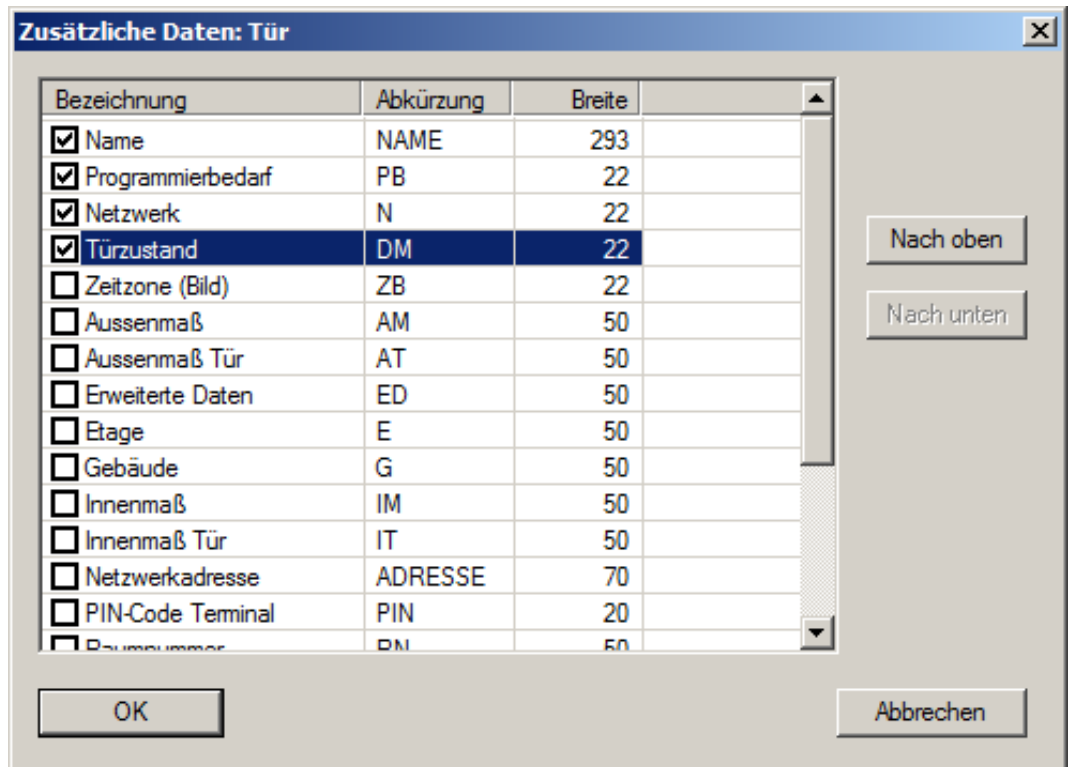 Zusätzliche Daten: Tür
Bezeichnung Abkürzung Breite
Name NAME 293
Programmierbedarf PB 22
Netzwerk N 22
Türzustand DM 22
Nach oben
Zeitzone (Bild) ZB 22
Aussenmaß AM 50
Nach unten
Aussenmaß Tür AT 50
Erweiterte Daten ED 50
Etage E 50
Gebäude G 50
Innenmaß IM 50
Innenmaß Tür IT 50
Netzwerkadresse ADRESSE 70
PIN-Code Terminal PIN 20
Raumnummer RN 50
OK Abbrechen